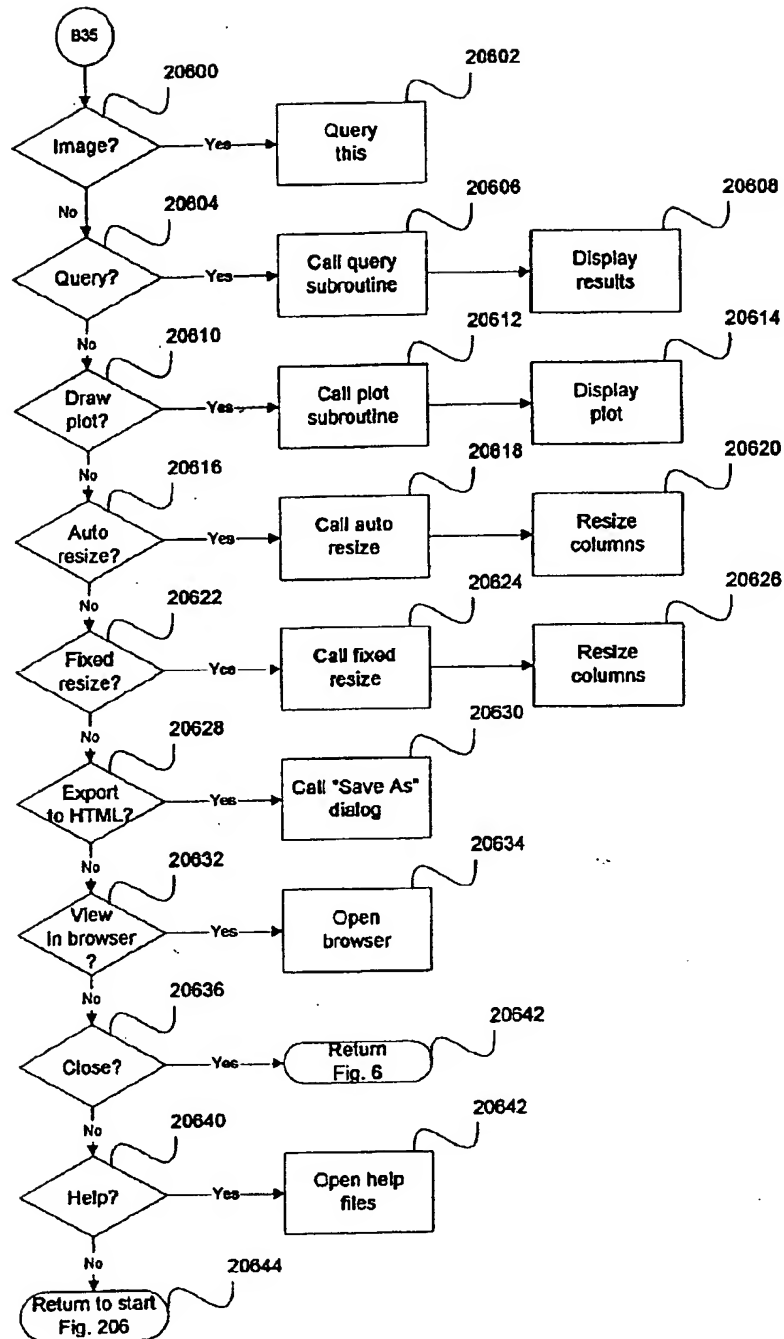 B35
20600
20602
Image?
Yes
Query
this
No
20604
20606
20608
Query?
Yes
Call query
subroutine
Display
results
No
20610
20612
20614
Draw
plot?
Yes
Call plot
subroutine
Display
plot
No
20616
20618
20620
Auto
resize?
Yes
Call auto
resize
Resize
columns
No
20622
20624
20626
Fixed
resize?
Yes
Call fixed
resize
Resize
columns
No
20628
20630
Export
to HTML?
Yes
Call "Save As"
dialog
No
20632
20634
View
in browser
?
Yes
Open
browser
No
20636
20642
Close?
Yes
Return
Fig. 6
No
20640
20642
Help?
Yes
Open help
files
No
20644
Return to start
Fig. 206